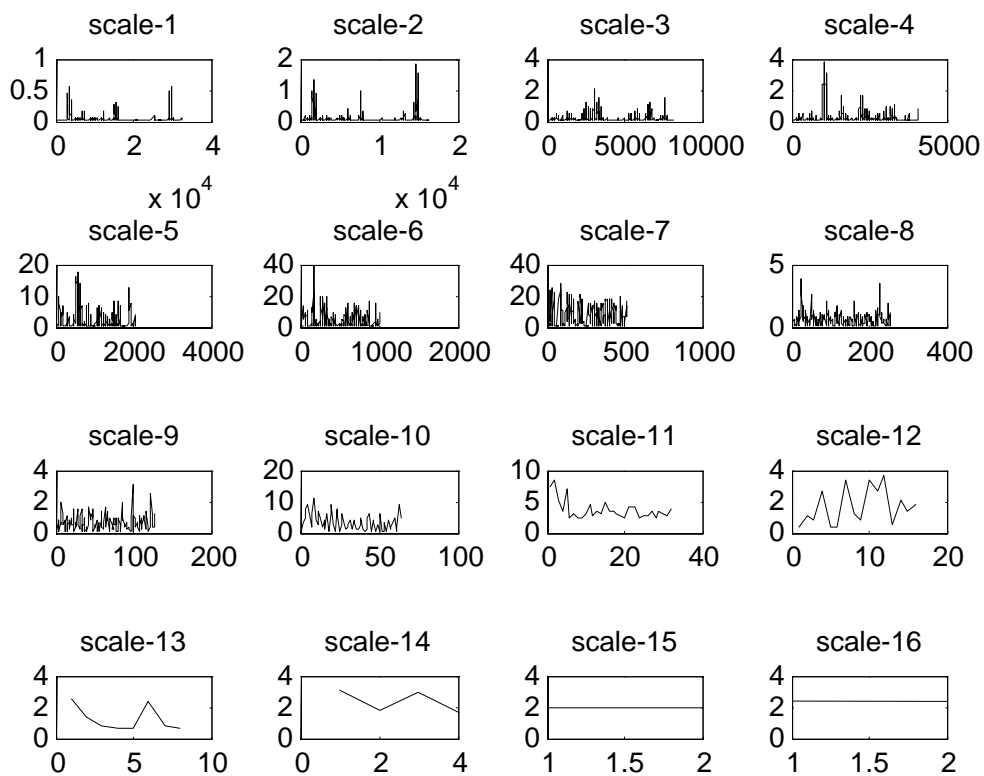 scale-1 scale-2 scale-3 scale-4
1 2 4 4
0.5 1 2 2
0 0 0 0
0 2 4 0 1 2 0 5000 10000 0 5000
x 10^4 x 10^4
scale-5 scale-6 scale-7 scale-8
20 40 40 5
10 20 20
0 0 0 0
0 2000 4000 0 1000 2000 0 500 1000 0 200 400
scale-9 scale-10 scale-11 scale-12
4 20 10 4
2 10 5 2
0 0 0 0
0 100 200 0 50 100 0 20 40 0 10 20
scale-13 scale-14 scale-15 scale-16
4 4 4 4
2 2 2 2
0 0 0 0
0 5 10 0 2 4 1 1.5 2 1 1.5 2